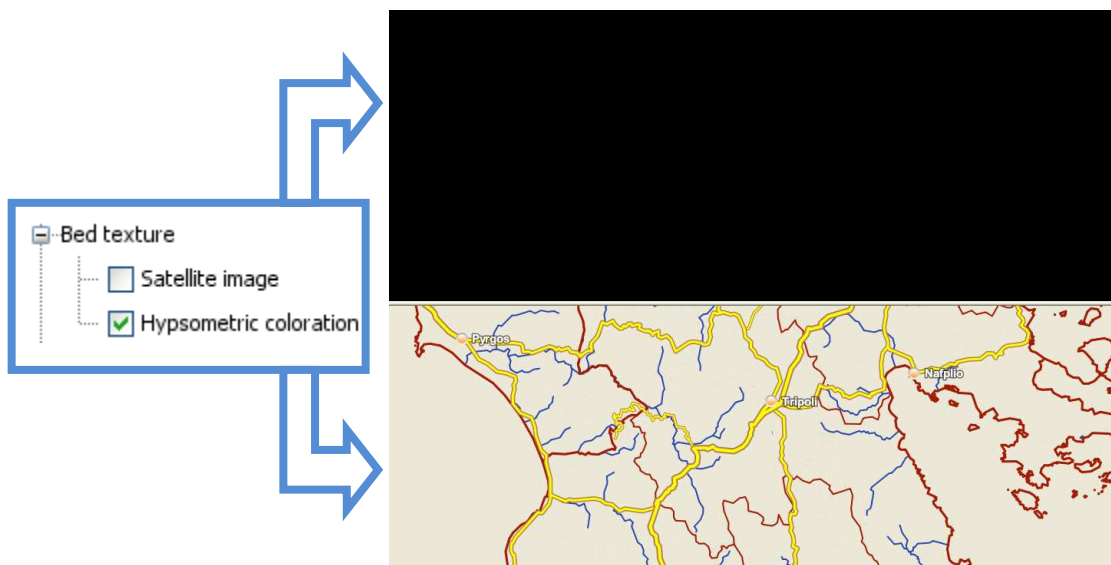 Bed texture
Satellite image
Hypsometric coloration
Pyrgos
Nafplio
Tripoli